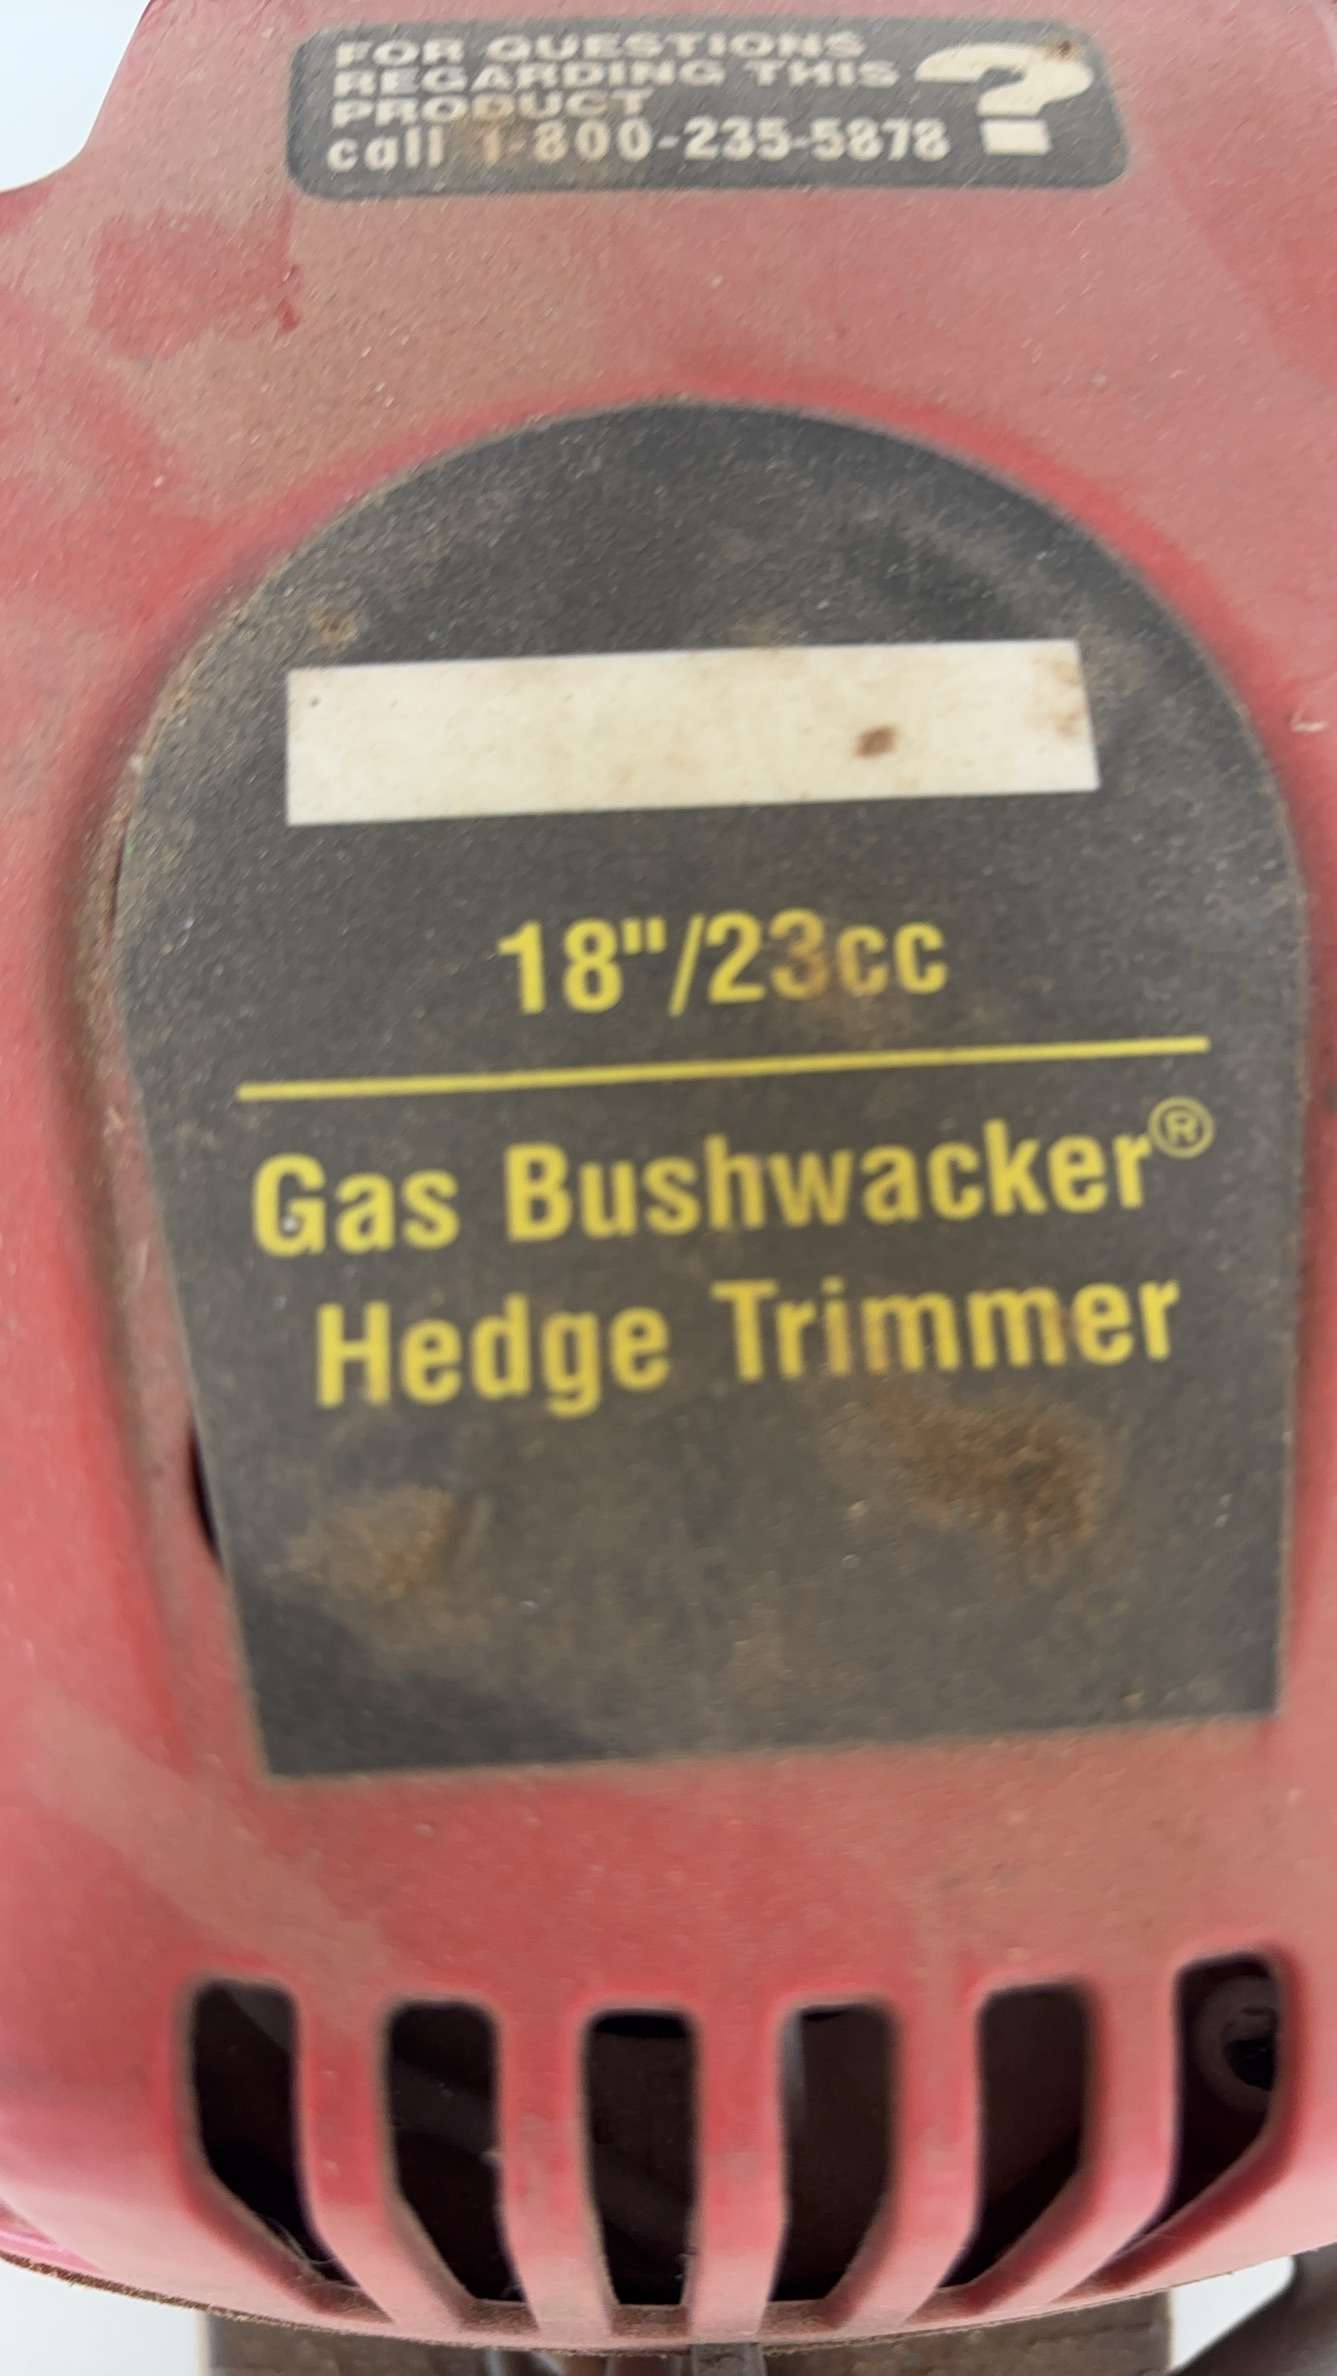 FOR QUESTIONS
REGARDING THIS
PRODUCT
call 1-800-235-5878
?
18"/23cc
Gas Bushwacker®
Hedge Trimmer